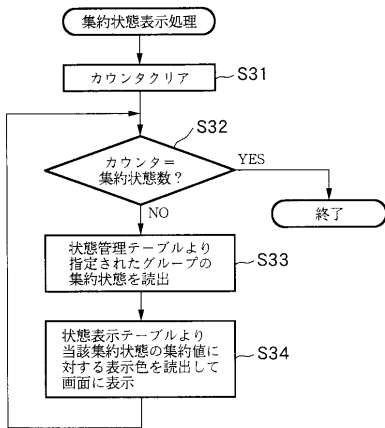 集約状態表示処理
カウンタクリア
S31
S32
カウンタ=
集約状態数?
YES
NO
終了
状態管理テーブルより
指定されたグループの
集約状態を読出
S33
状態表示テーブルより
当該集約状態の集約値に
対する表示色を読出して
画面に表示
S34